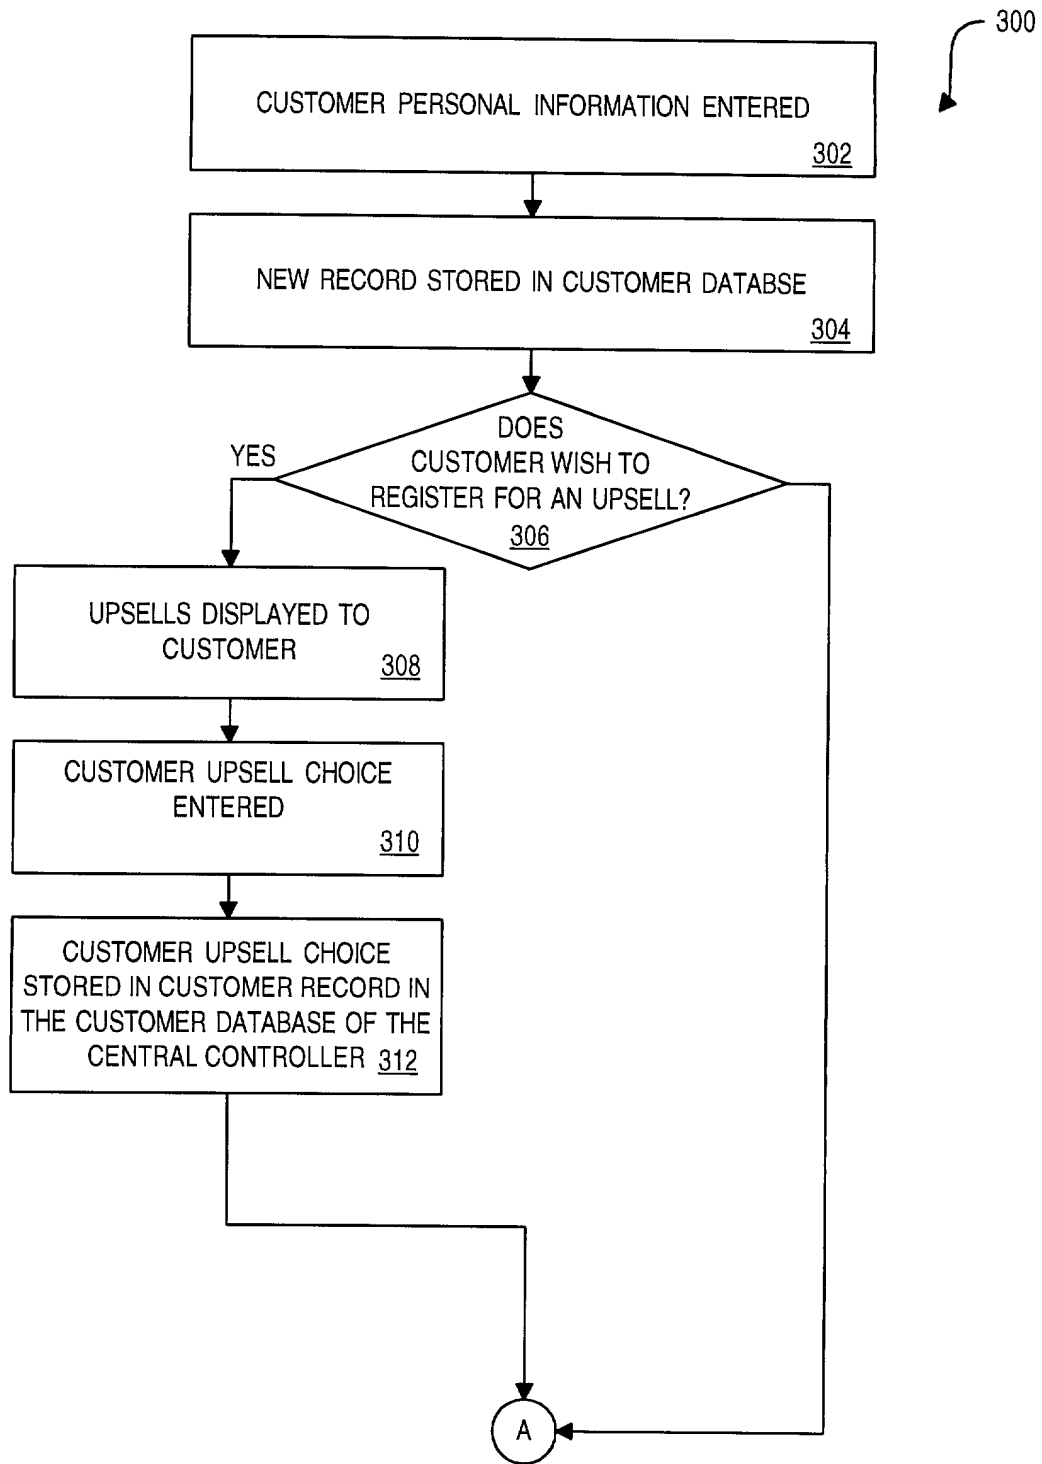 300
CUSTOMER PERSONAL INFORMATION ENTERED
302
NEW RECORD STORED IN CUSTOMER DATABSE
304
DOES
CUSTOMER WISH TO
REGISTER FOR AN UPSELL?
306
YES
UPSELLS DISPLAYED TO
CUSTOMER
308
CUSTOMER UPSELL CHOICE
ENTERED
310
CUSTOMER UPSELL CHOICE
STORED IN CUSTOMER RECORD IN
THE CUSTOMER DATABASE OF THE
CENTRAL CONTROLLER 312
A